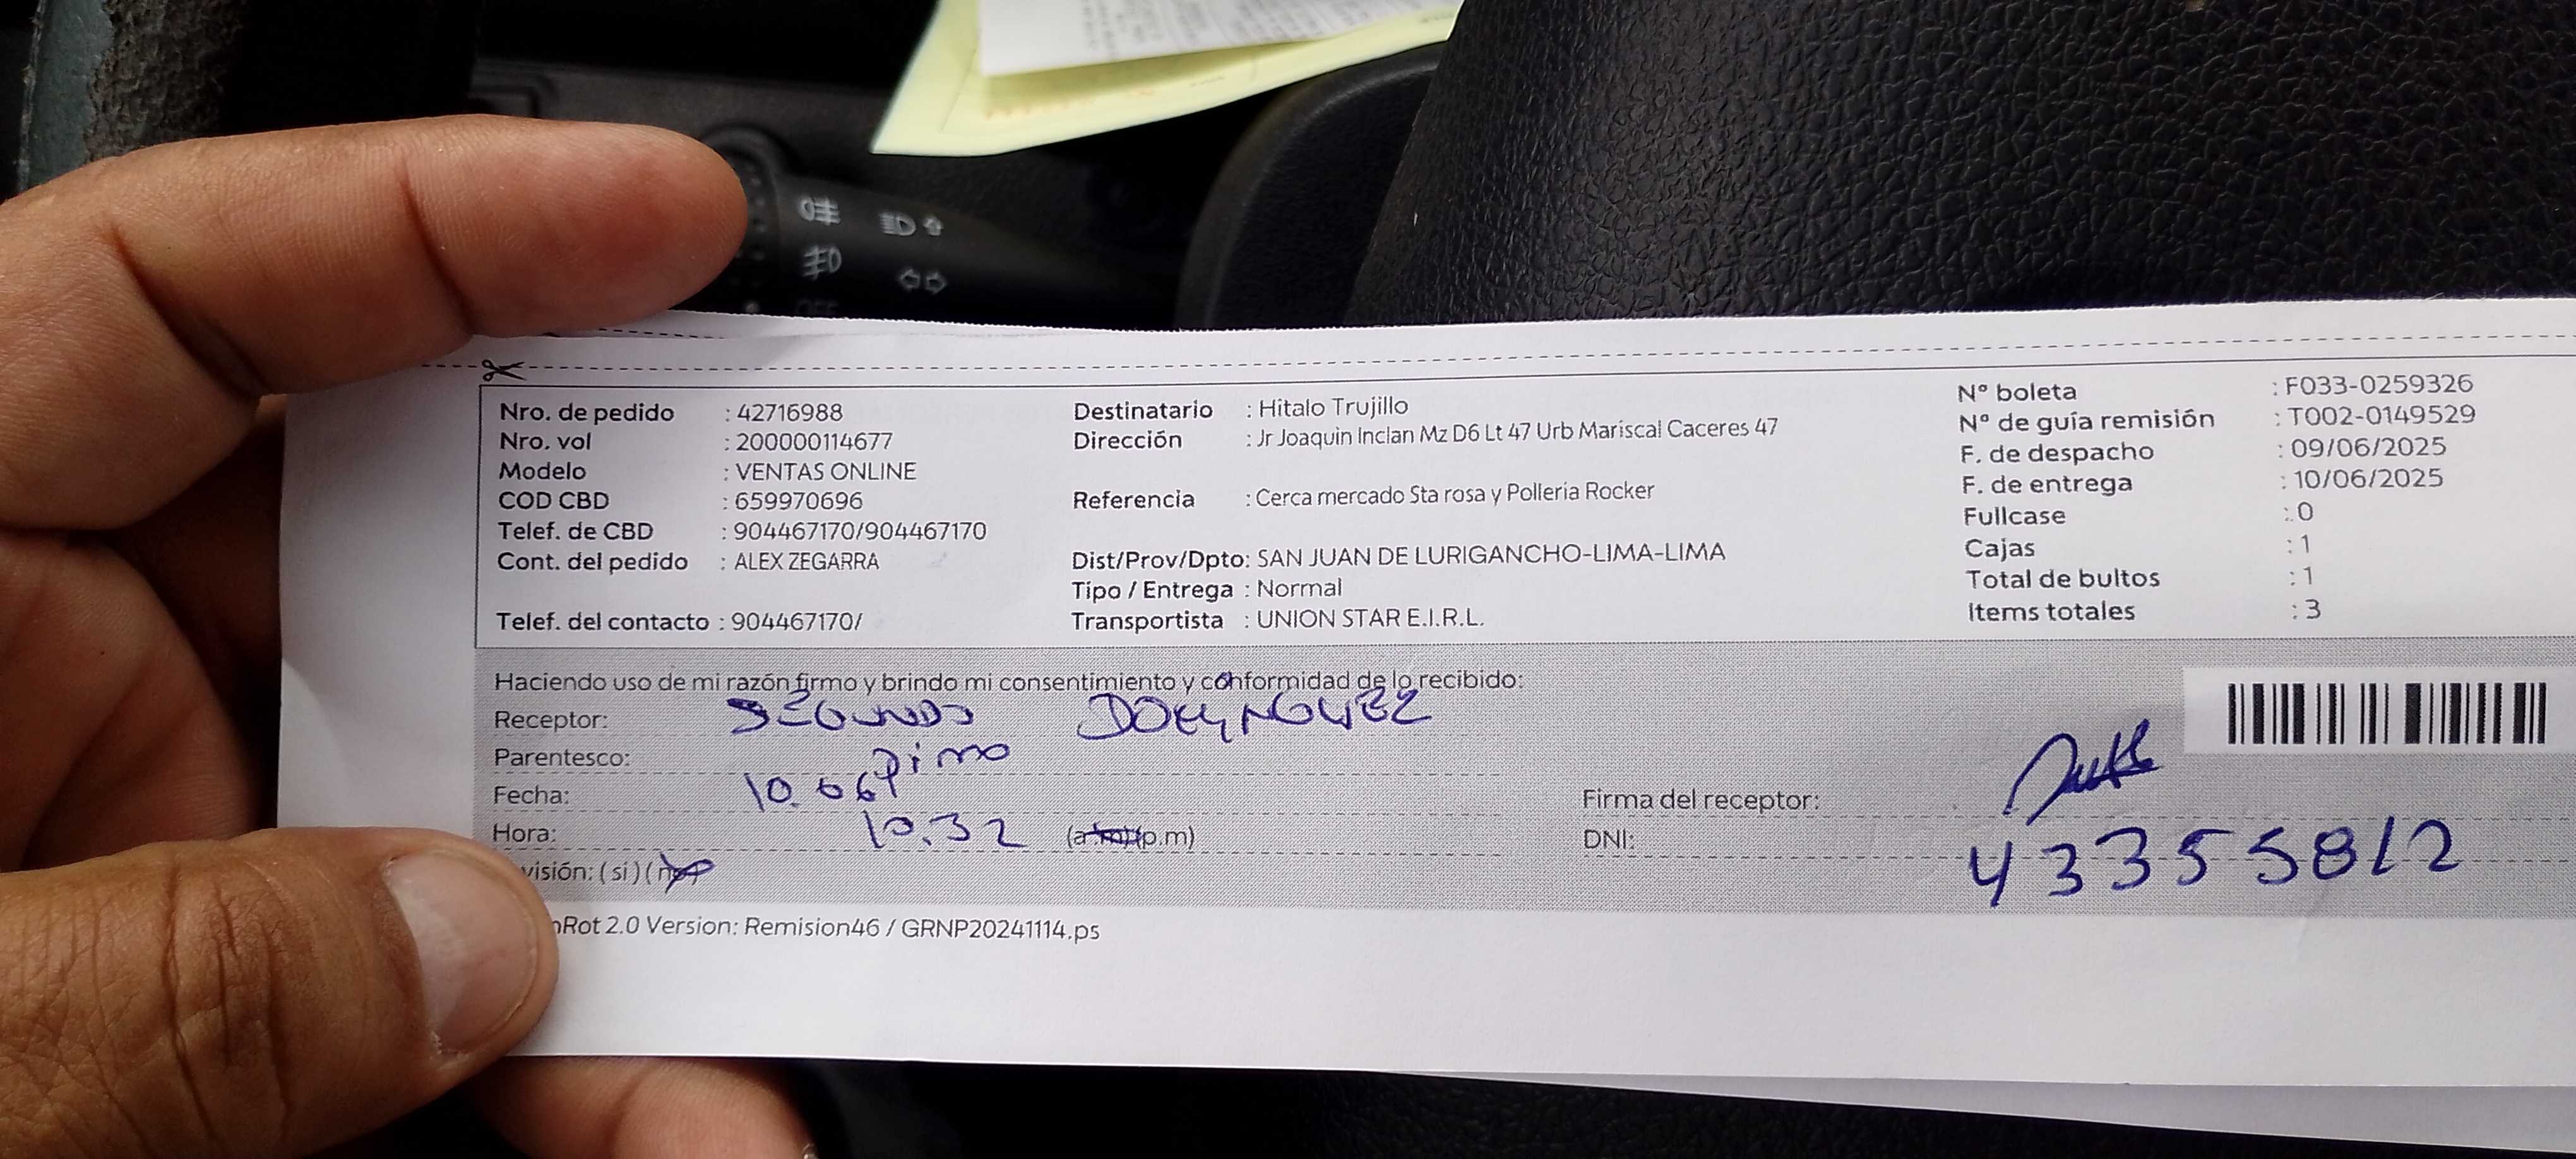 Nro. de pedido : 42716988
Nro. vol : 200000114677
Modelo : VENTAS ONLINE
COD CBD : 659970696
Telef. de CBD : 904467170/904467170
Cont. del pedido : ALEX ZEGARRA
Telef. del contacto : 904467170/
Destinatario : Hitalo Trujillo
Dirección : Jr Joaquin Inclan Mz D6 Lt 47 Urb Mariscal Caceres 47
Referencia : Cerca mercado Sta rosa y Polleria Rocker
Dist/Prov/Dpto: SAN JUAN DE LURIGANCHO-LIMA-LIMA
Tipo / Entrega : Normal
Transportista : UNION STAR E.I.R.L.
Nº boleta : F033-0259326
Nº de guía remisión : T002-0149529
F. de despacho : 09/06/2025
F. de entrega : 10/06/2025
Fullcase : 0
Cajas : 1
Total de bultos : 1
Items totales : 3
Haciendo uso de mi razón firmo y brindo mi consentimiento y conformidad de lo recibido:
Receptor: SEGUNDO DOMINGUEZ
Parentesco: Primo
Fecha: 10.06
Hora: 10.32 (a.m)(p.m)
visión: (si) (no)
Firma del receptor:
DNI: 43355812
Rot 2.0 Version: Remision46 / GRNP20241114.ps